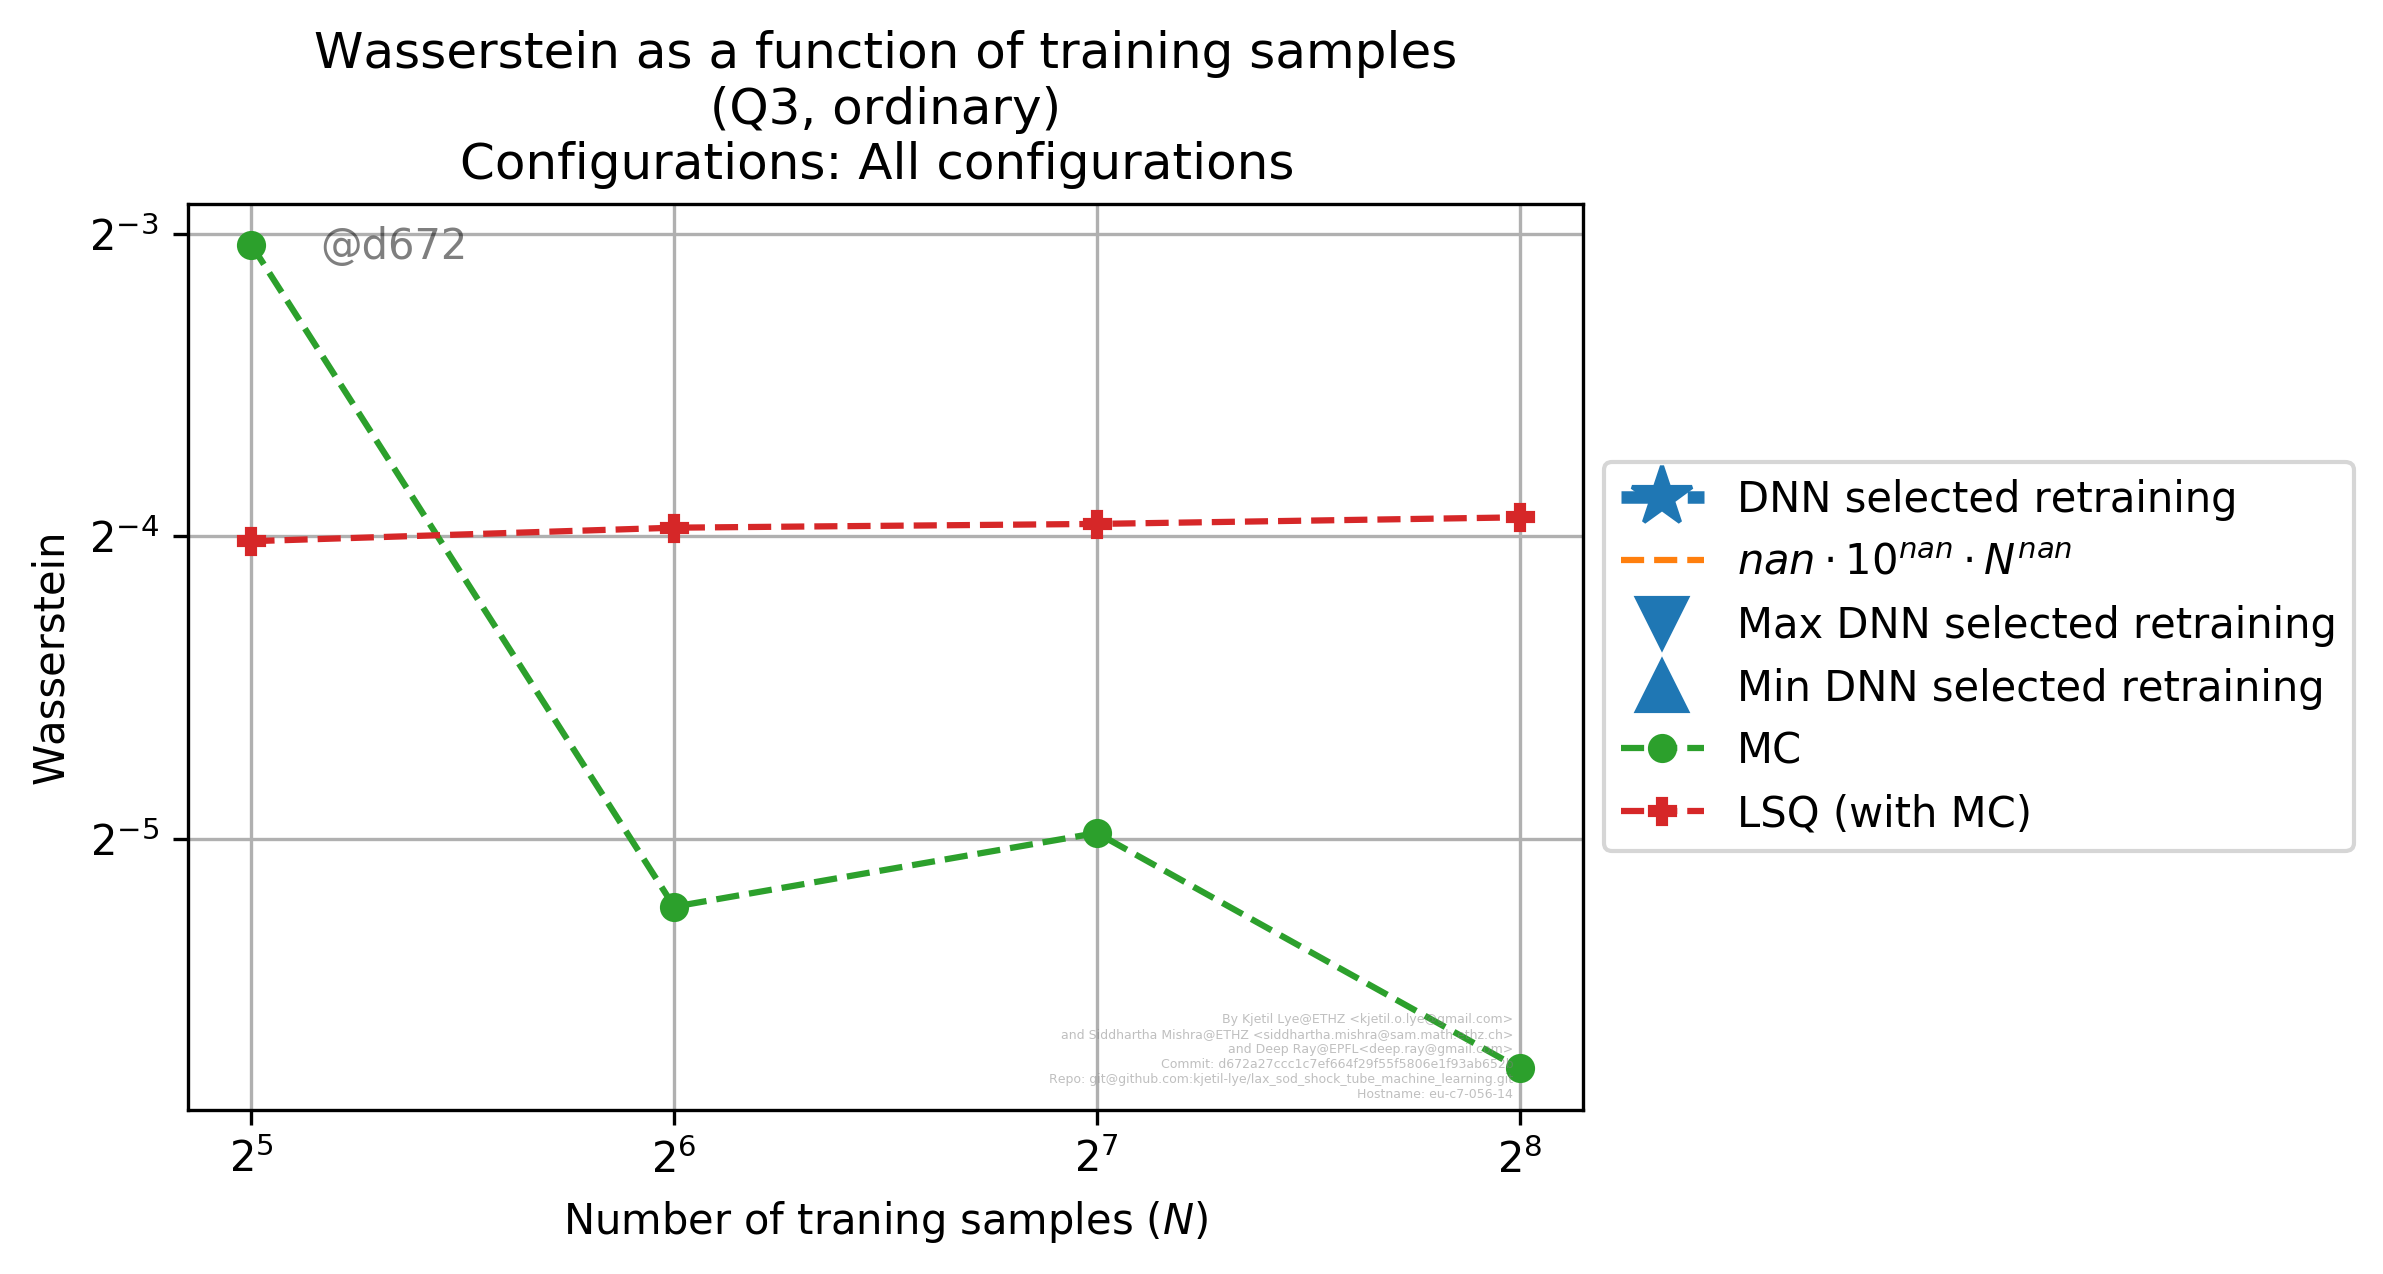 Wasserstein as a function of training samples
(Q3, ordinary)
Configurations: All configurations
2⁻³
@d672
2⁻⁴
2⁻⁵
Wasserstein
DNN selected retraining
nan · 10ⁿᵃⁿ · Nⁿᵃⁿ
Max DNN selected retraining
Min DNN selected retraining
MC
LSQ (with MC)
By Kjetil Lye@ETHZ <kjetil.o.lye@gmail.com>
and Siddhartha Mishra@ETHZ <siddhartha.mishra@sam.math.ethz.ch>
and Deep Ray@EPFL<deep.ray@gmail.com>
Commit:
Repo: git@github.com:kjetil-lye/lax_sod_shock_tube_machine_learning.git
Hostname: eu-c7-056-14
2⁵
2⁶
2⁷
2⁸
Number of traning samples (N)